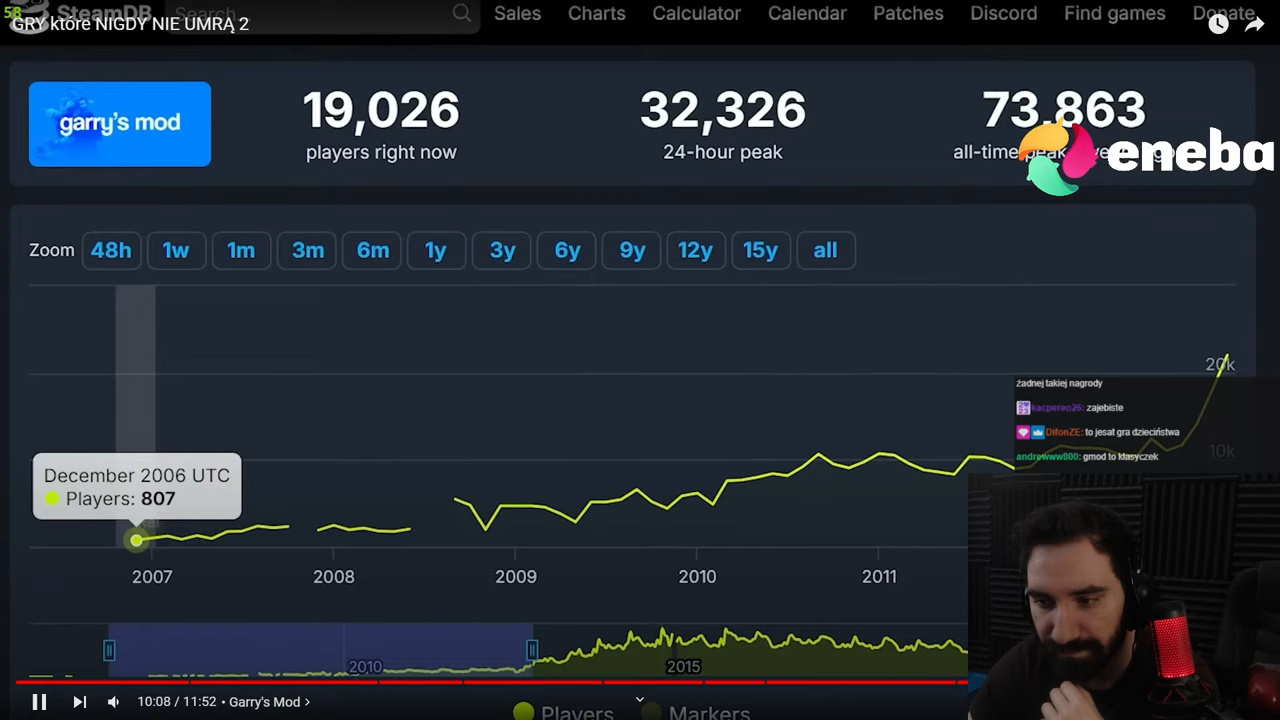 58
SteamDB
Search
Sales
Charts
Calculator
Calendar
Patches
Discord
Find games
Donate
GRY które NIGDY NIE UMRĄ 2
garry's mod
19,026
players right now
32,326
24-hour peak
73,863
all-time peak
eneba
Zoom
48h
1w
1m
3m
6m
1y
3y
6y
9y
12y
15y
all
20k
10k
December 2006 UTC
Players: 807
2007
2008
2009
2010
2011
żadnej takiej nagrody
kacpereo26: zajebiste
DifonZE: to jesat gra dzieciństwa
andrewww800: gmod to kłasyczek
2010
2015
10:08 / 11:52 • Garry's Mod >
Players
Markers